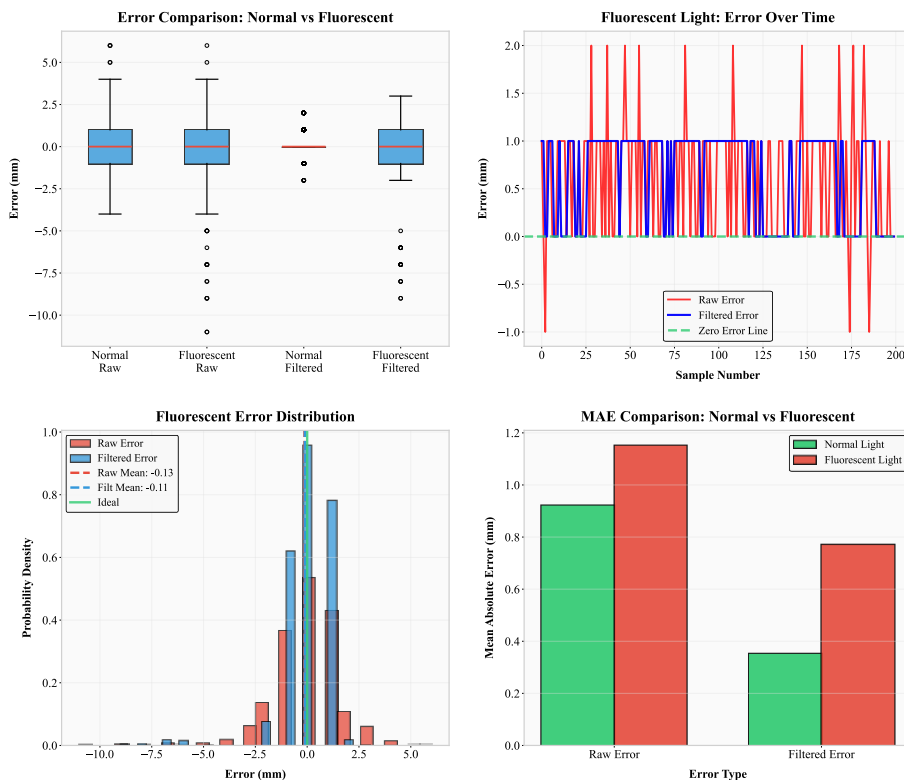 Error Comparison: Normal vs Fluorescent
Error (mm)
5.0
2.5
0.0
−2.5
−5.0
−7.5
−10.0
Normal Raw
Fluorescent Raw
Normal Filtered
Fluorescent Filtered
Fluorescent Light: Error Over Time
Error (mm)
2.0
1.5
1.0
0.5
0.0
−0.5
−1.0
Raw Error
Filtered Error
Zero Error Line
0 25 50 75 100 125 150 175 200
Sample Number
Fluorescent Error Distribution
Probability Density
1.0
0.8
0.6
0.4
0.2
0.0
Raw Error
Filtered Error
Raw Mean: -0.13
Filt Mean: -0.11
Ideal
−10.0 −7.5 −5.0 −2.5 0.0 2.5 5.0
Error (mm)
MAE Comparison: Normal vs Fluorescent
Mean Absolute Error (mm)
1.2
1.0
0.8
0.6
0.4
0.2
0.0
Normal Light
Fluorescent Light
Raw Error Filtered Error
Error Type